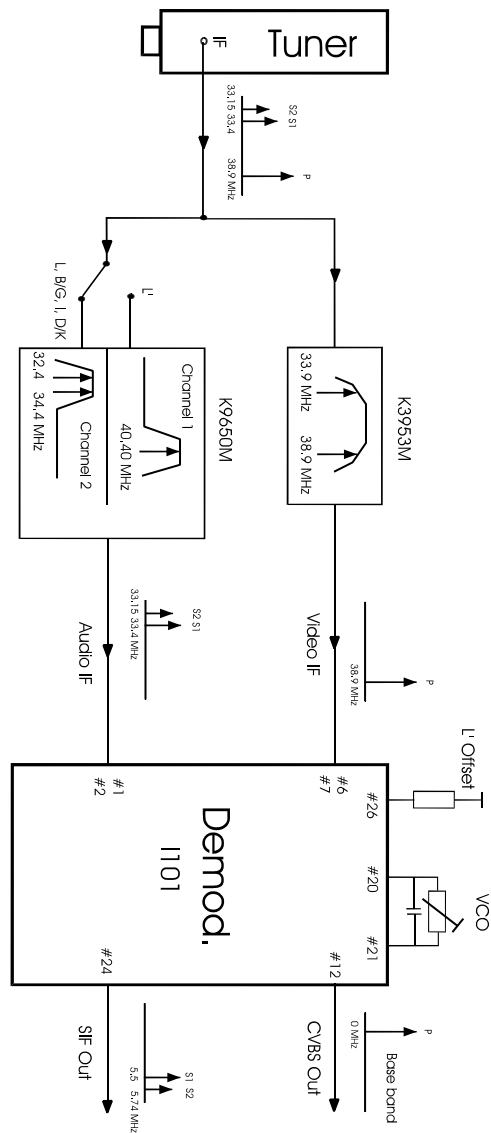 Tuner
IF
S2 S1
33.15 33.4
P
38.9 MHz
L, B/G, I, D/K
L'
K9650M
Channel 1
40,40 MHz
Channel 2
32,4
34,4 MHz
K3953M
33.9 MHz
38.9 MHz
S2 S1
33.15 33.4 MHz
Audio IF
P
38.9 MHz
Video IF
L' Offset
VCO
#26
#20
#21
#6
#7
#1
#2
Demod.
I101
#12
#24
P
0 MHz
Base band
CVBS Out
S1 S2
5.5 5.74 MHz
SIF Out